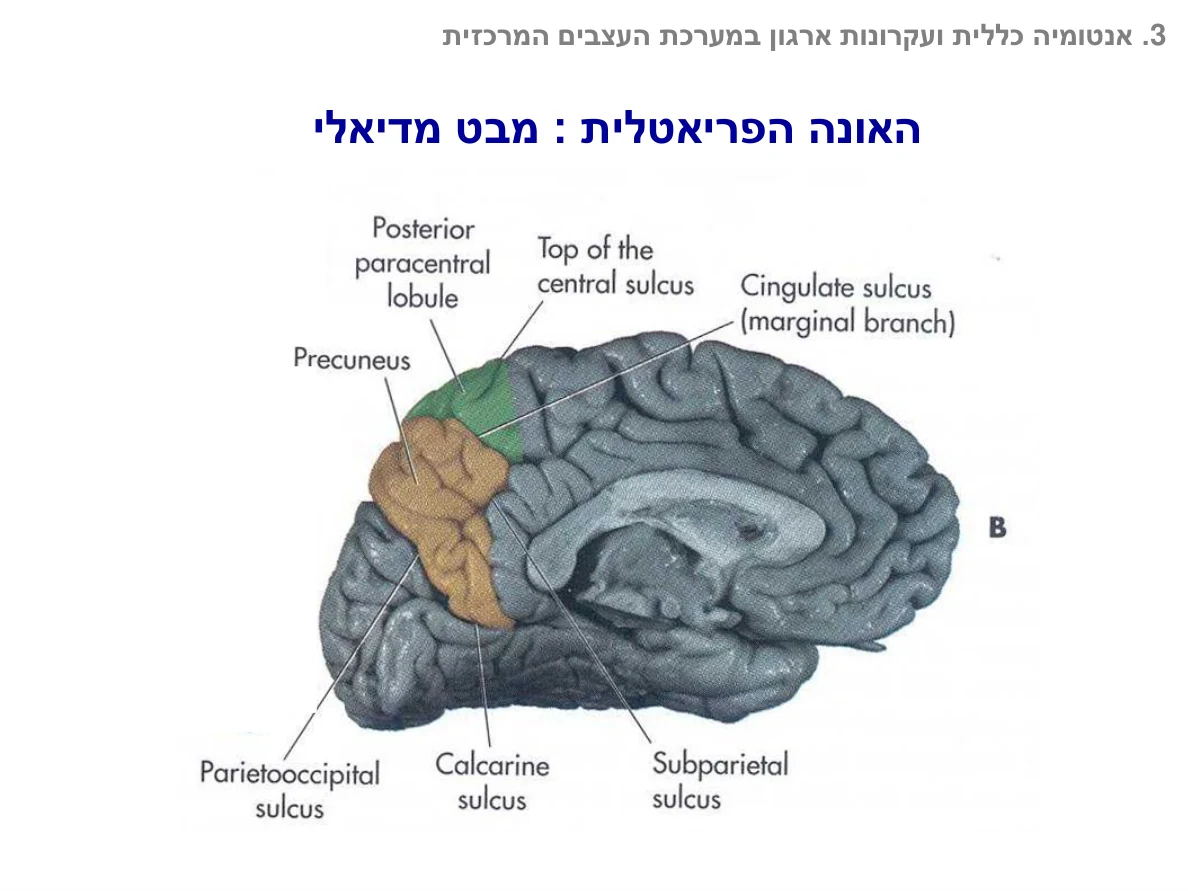 3. אנטומיה כללית ועקרונות ארגון במערכת העצבים המרכזית
האונה הפריאטלית : מבט מדיאלי
Posterior
paracentral
lobule
Top of the
central sulcus
Cingulate sulcus
(marginal branch)
Precuneus
B
Parietooccipital
sulcus
Calcarine
sulcus
Subparietal
sulcus